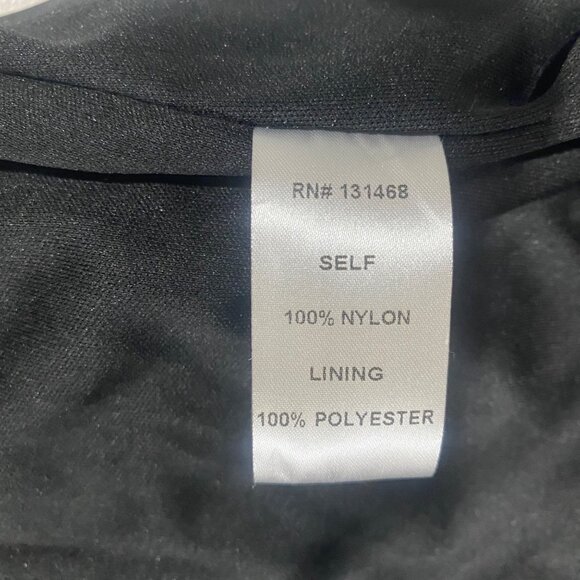 RN# 131468
SELF
100% NYLON
LINING
100% POLYESTER